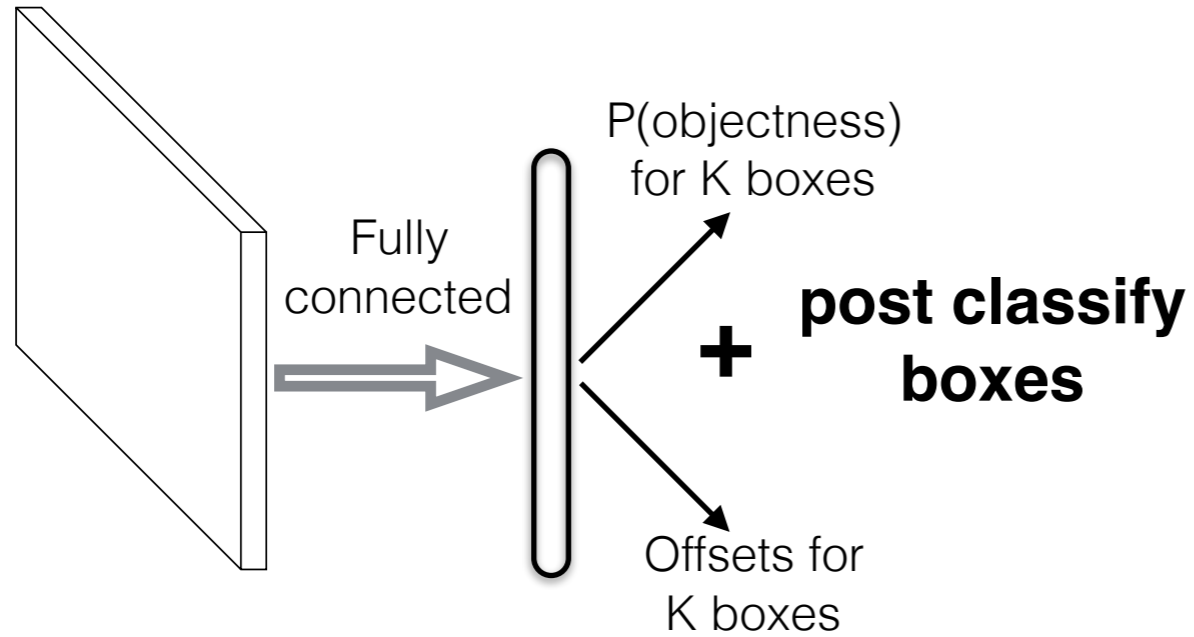 Fully
connected
P(objectness)
for K boxes
+
post classify
boxes
Offsets for
K boxes